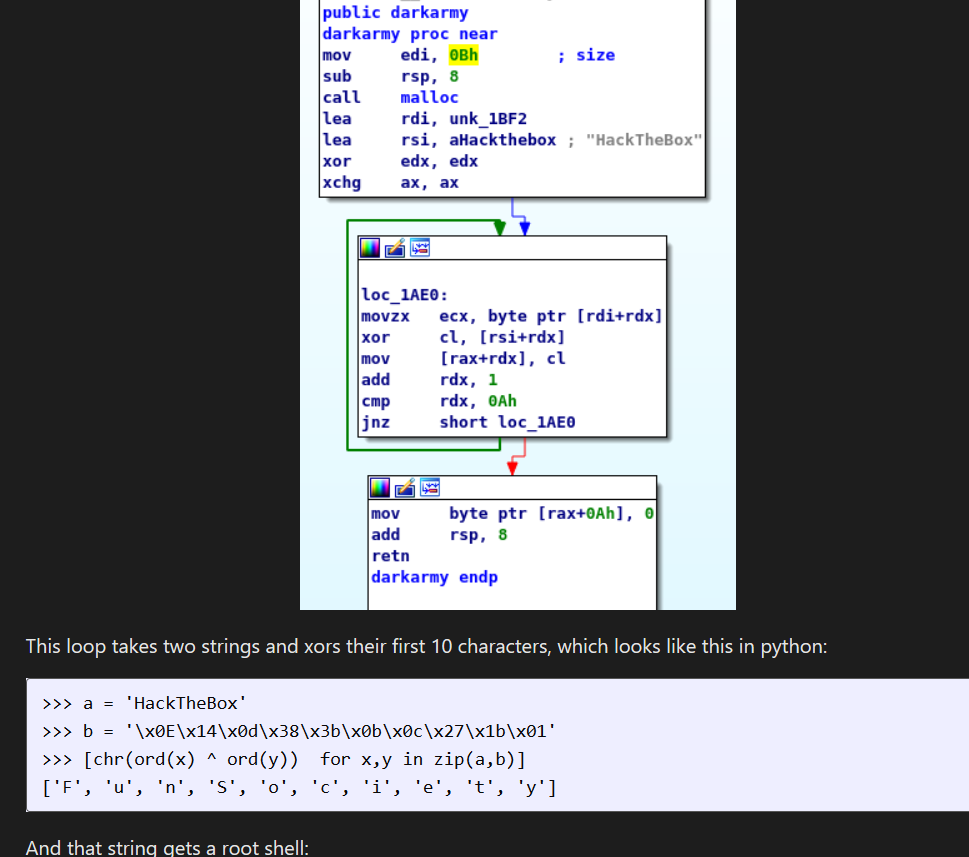 public darkarmy
darkarmy proc near
mov edi, 0Bh ; size
sub rsp, 8
call malloc
lea rdi, unk_1BF2
lea rsi, aHackthebox ; "HackTheBox"
xor edx, edx
xchg ax, ax
loc_1AE0:
movzx ecx, byte ptr [rdi+rdx]
xor cl, [rsi+rdx]
mov [rax+rdx], cl
add rdx, 1
cmp rdx, 0Ah
jnz short loc_1AE0
mov byte ptr [rax+0Ah], 0
add rsp, 8
retn
darkarmy endp
This loop takes two strings and xors their first 10 characters, which looks like this in python:
>>> a = 'HackTheBox'
>>> b = '\x0E\x14\x0d\x38\x3b\x0b\x0c\x27\x1b\x01'
>>> [chr(ord(x) ^ ord(y))  for x,y in zip(a,b)]
['F', 'u', 'n', 'S', 'o', 'c', 'i', 'e', 't', 'y']
And that string gets a root shell: